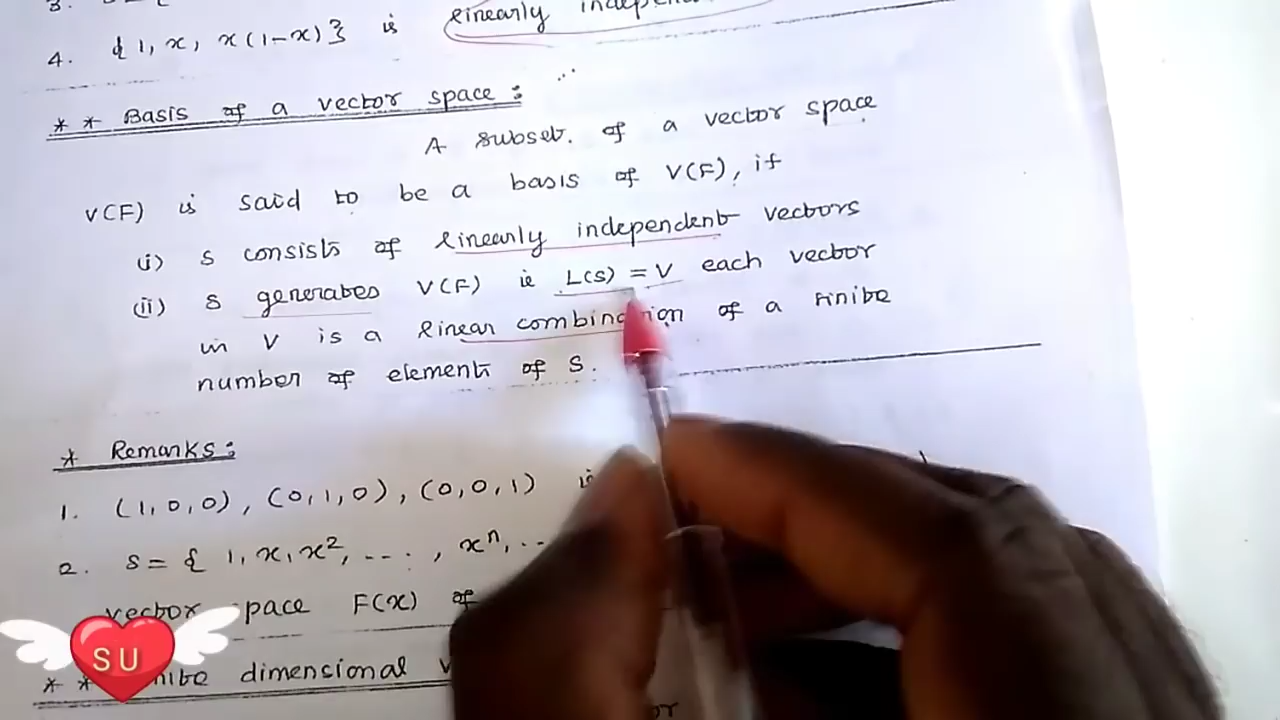 3.
4. { 1, x, x(1-x) } is linearly
* * Basis of a vector space :
A subset. of a vector space
V(F) is said to be a basis of V(F), if
(i) S consists of linearly independent vectors
(ii) S generates V(F) ie L(S) = V each vector
in V is a linear combination of a finite
number of elements of S.
* Remarks :
1. (1, 0, 0), (0, 1, 0), (0, 0, 1)
2. S = { 1, x, x², ...., xⁿ, ..
vector space F(x) of
* * dimensional V
SU